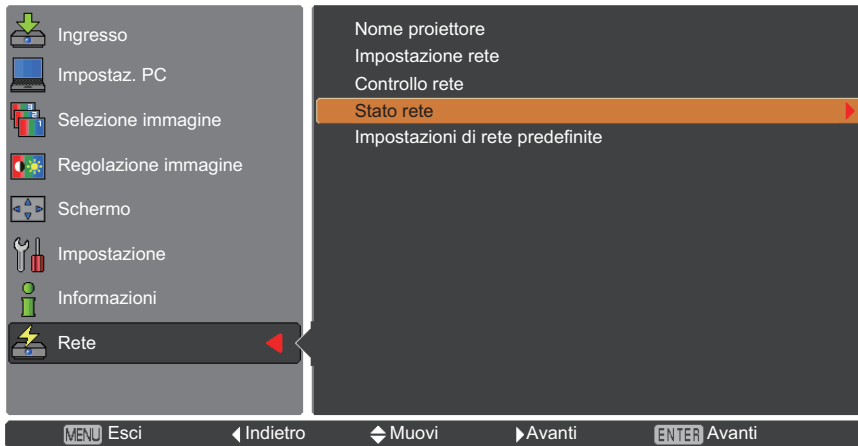 Ingresso
Impostaz. PC
Selezione immagine
Regolazione immagine
Schermo
Impostazione
Informazioni
Rete
Nome proiettore
Impostazione rete
Controllo rete
Stato rete
Impostazioni di rete predefinite
MENU Esci Indietro Muovi Avanti ENTER Avanti